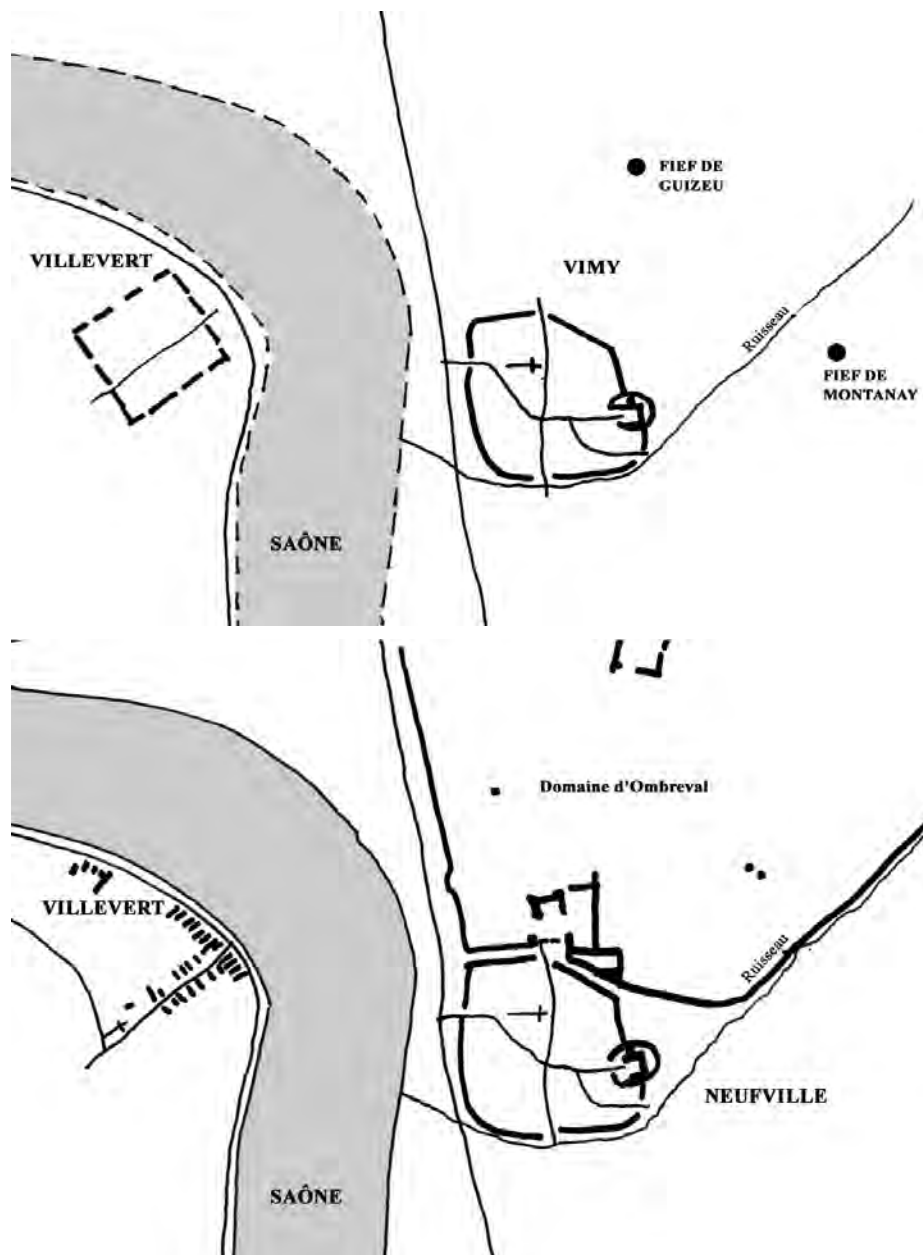 FIEF DE
GUIZEU
VILLEVERT
VIMY
Ruisseau
FIEF DE
MONTANAY
SAÔNE
Domaine d'Ombreval
VILLEVERT
Ruisseau
NEUFVILLE
SAÔNE